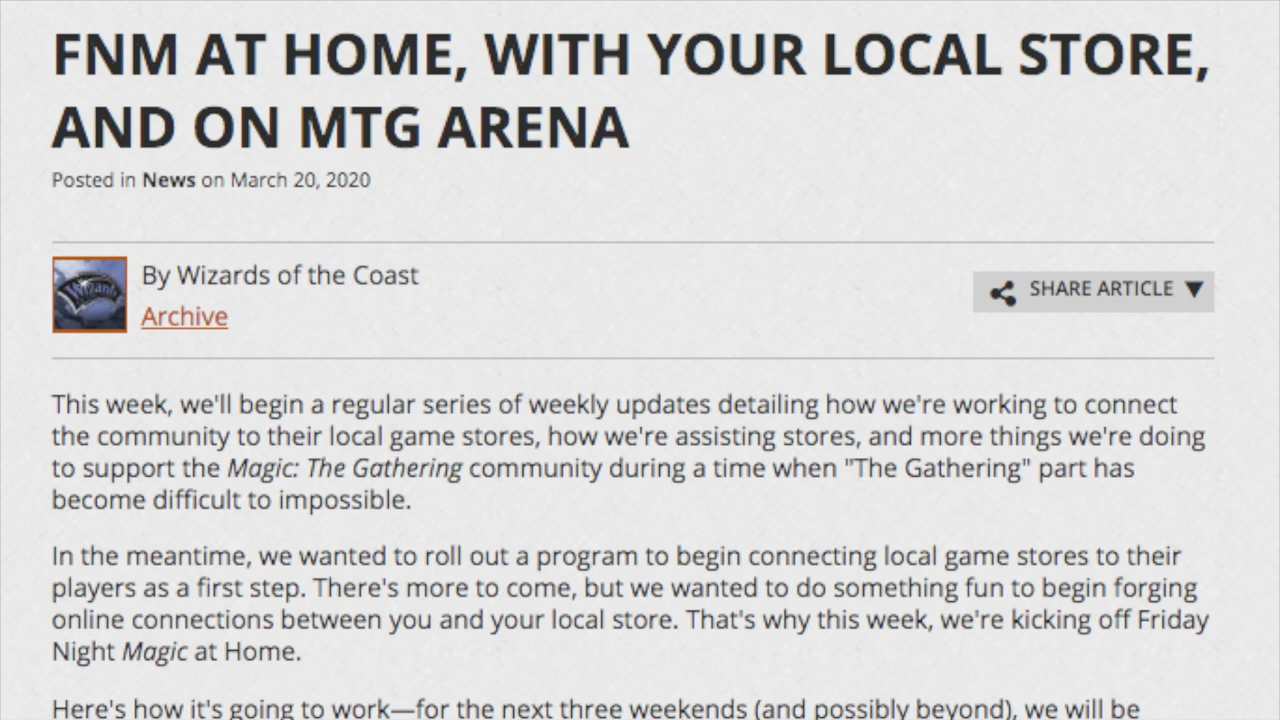 FNM AT HOME, WITH YOUR LOCAL STORE,
AND ON MTG ARENA
Posted in News on March 20, 2020
Wizards
By Wizards of the Coast
Archive
SHARE ARTICLE ▼
This week, we'll begin a regular series of weekly updates detailing how we're working to connect
the community to their local game stores, how we're assisting stores, and more things we're doing
to support the Magic: The Gathering community during a time when "The Gathering" part has
become difficult to impossible.
In the meantime, we wanted to roll out a program to begin connecting local game stores to their
players as a first step. There's more to come, but we wanted to do something fun to begin forging
online connections between you and your local store. That's why this week, we're kicking off Friday
Night Magic at Home.
Here's how it's going to work—for the next three weekends (and possibly beyond), we will be